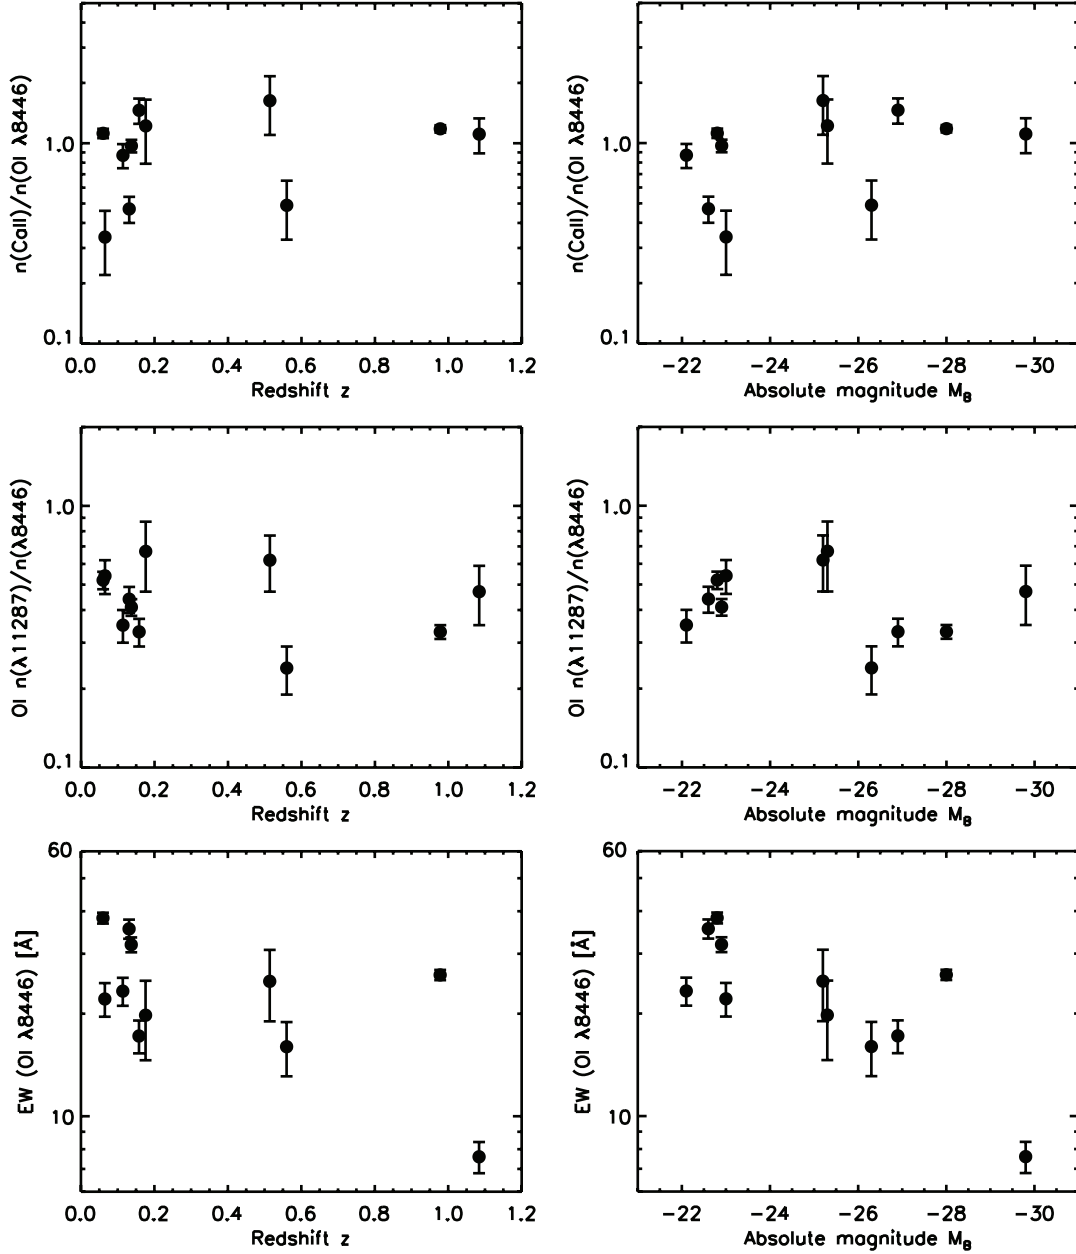 n(CaII)/n(OI λ8446)
1.0
0.1
0.0 0.2 0.4 0.6 0.8 1.0 1.2
Redshift z
n(CaII)/n(OI λ8446)
1.0
0.1
−22 −24 −26 −28 −30
Absolute magnitude M_B
OI n(λ11287)/n(λ8446)
1.0
0.1
0.0 0.2 0.4 0.6 0.8 1.0 1.2
Redshift z
OI n(λ11287)/n(λ8446)
1.0
0.1
−22 −24 −26 −28 −30
Absolute magnitude M_B
EW (OI λ8446) [Å]
60
10
0.0 0.2 0.4 0.6 0.8 1.0 1.2
Redshift z
EW (OI λ8446) [Å]
60
10
−22 −24 −26 −28 −30
Absolute magnitude M_B